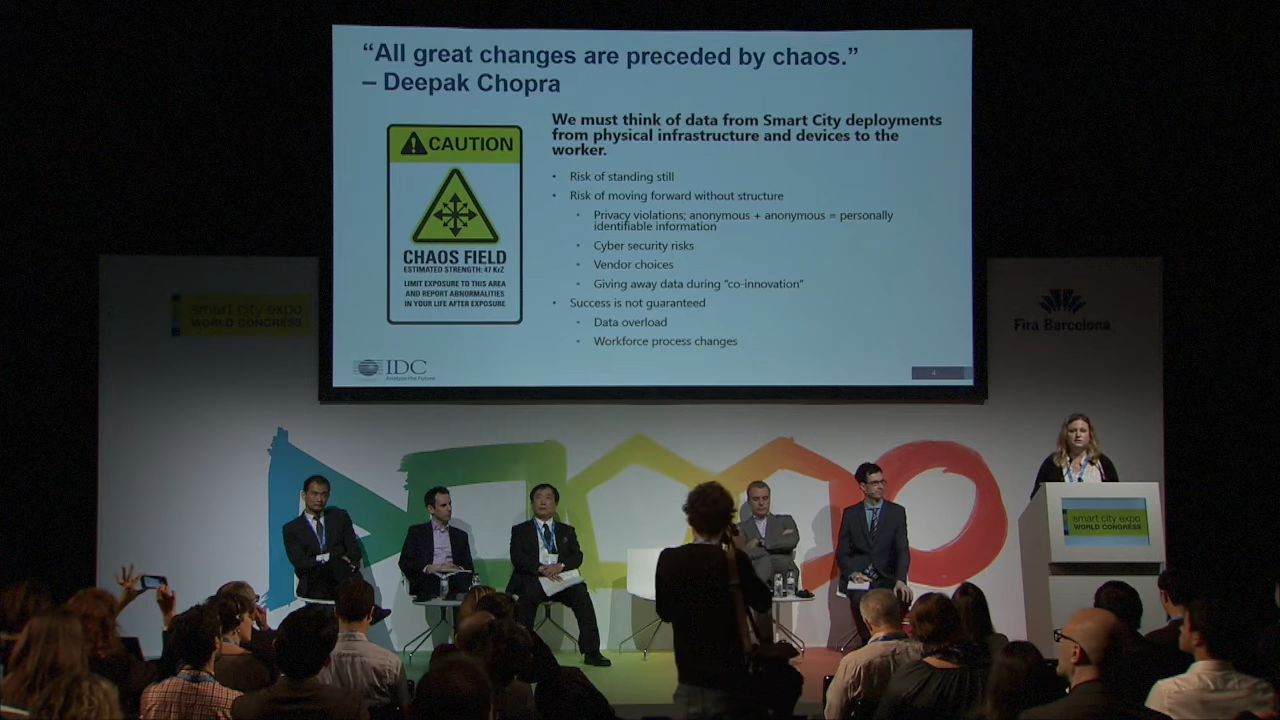 “All great changes are preceded by chaos.”
– Deepak Chopra
We must think of data from Smart City deployments
from physical infrastructure and devices to the
worker.
CAUTION
CHAOS FIELD
ESTIMATED STRENGTH: 47 KrZ
LIMIT EXPOSURE TO THIS AREA
AND REPORT ABNORMALITIES
IN YOUR LIFE AFTER EXPOSURE
• Risk of standing still
• Risk of moving forward without structure
• Privacy violations; anonymous + anonymous = personally
identifiable information
• Cyber security risks
• Vendor choices
• Giving away data during “co-innovation”
• Success is not guaranteed
• Data overload
• Workforce process changes
IDC
Analyze the Future
4
smart city expo
WORLD CONGRESS
Fira Barcelona
smart city expo
WORLD CONGRESS